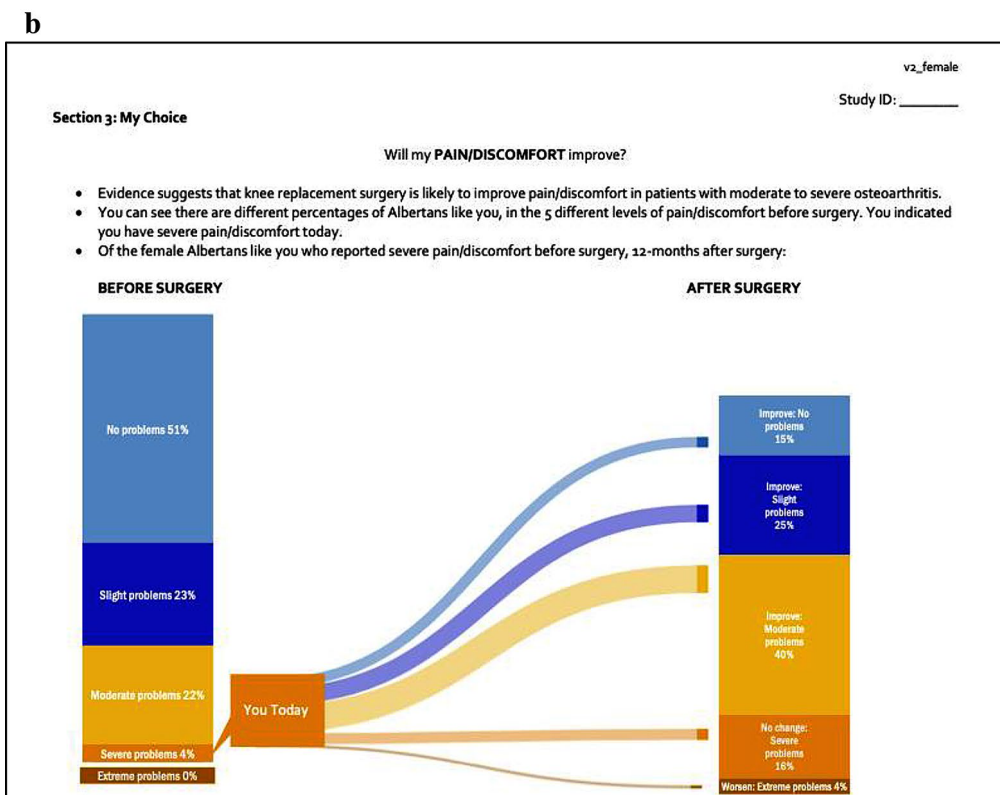 b
v2_female
Study ID: ________
Section 3: My Choice
Will my PAIN/DISCOMFORT improve?
• Evidence suggests that knee replacement surgery is likely to improve pain/discomfort in patients with moderate to severe osteoarthritis.
• You can see there are different percentages of Albertans like you, in the 5 different levels of pain/discomfort before surgery. You indicated
you have severe pain/discomfort today.
• Of the female Albertans like you who reported severe pain/discomfort before surgery, 12-months after surgery:
BEFORE SURGERY
AFTER SURGERY
No problems 51%
Slight problems 23%
Moderate problems 22%
Severe problems 4%
Extreme problems 0%
You Today
Improve: No
problems
15%
Improve:
Slight
problems
25%
Improve:
Moderate
problems
40%
No change:
Severe
problems
16%
Worsen: Extreme problems 4%